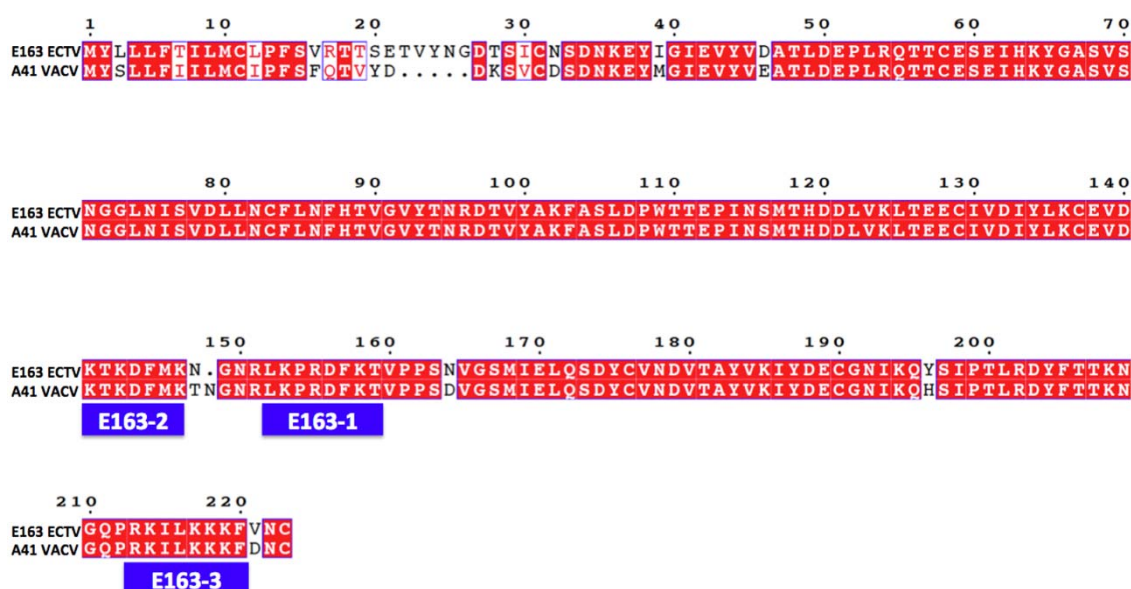 1 10 20 30 40 50 60 70
E163 ECTV MYLLLFTILMCLPFSVRTTSETVYNGDTSICNSDNKEYIGIEVYVDATLDEPLRQTTCESEIHKYGASVS
A41 VACV MYSLLFIILMCIPFSFQTVYD.....DKSVCDSDNKEYMGIEVYVEATLDEPLRQTTCESEIHKYGASVS
80 90 100 110 120 130 140
E163 ECTV NGGLNISVDLLNCFLNFHTVGVYTNRDTVYAKFASLDPWTTEPINSMTHDDLVKLTEECIVDIYLKCEVD
A41 VACV NGGLNISVDLLNCFLNFHTVGVYTNRDTVYAKFASLDPWTTEPINSMTHDDLVKLTEECIVDIYLKCEVD
150 160 170 180 190 200
E163 ECTV KTKDFMKN.GNRLKPRDFKTVPPSNVGSMIELQSDYCVNDVTAYVKIYDECGNIKQYSIPTLRDYFTTKN
A41 VACV KTKDFMKTNGNRLKPRDFKTVPPSDVGSMIELQSDYCVNDVTAYVKIYDECGNIKQHSIPTLRDYFTTKN
E163-2 E163-1
210 220
E163 ECTV GQPRKILKKKFVNC
A41 VACV GQPRKILKKKFDNC
E163-3